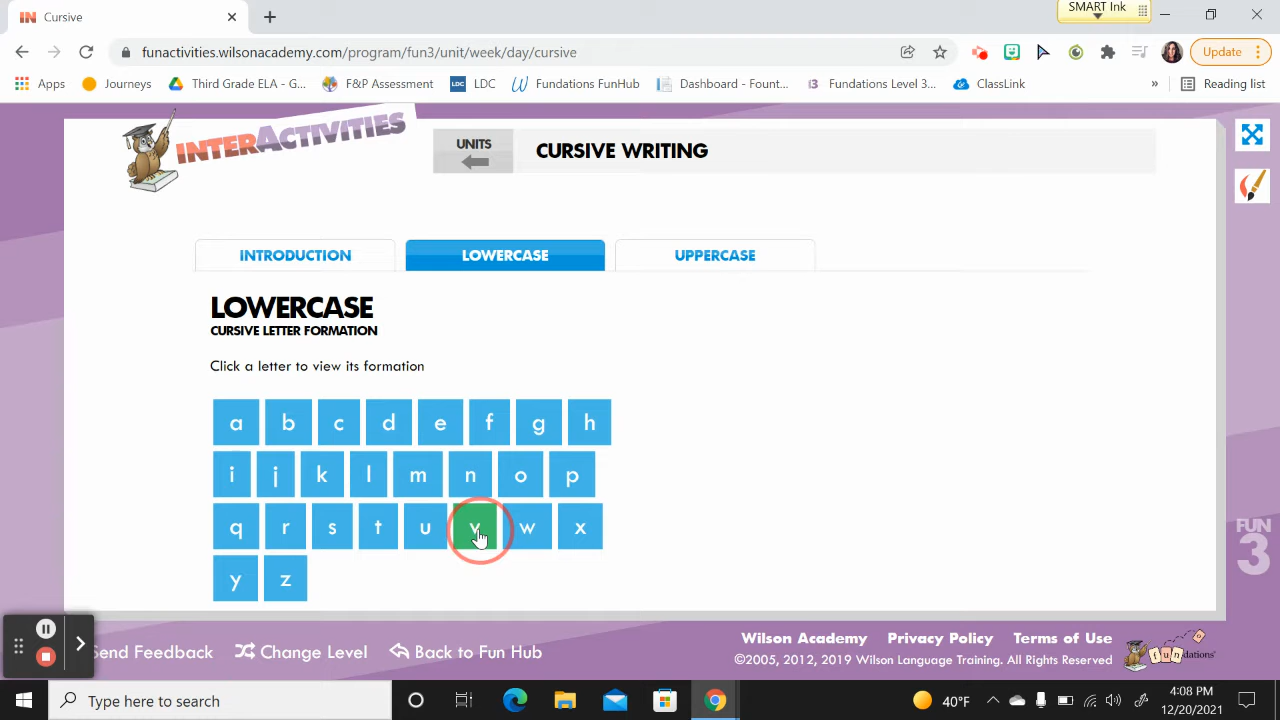 Cursive
SMART Ink
funactivities.wilsonacademy.com/program/fun3/unit/week/day/cursive
Update
Apps
Journeys
Third Grade ELA - G...
F&P Assessment
LDC
LDC
Fundations FunHub
Dashboard - Fount...
Fundations Level 3...
ClassLink
»
Reading list
INTERACTIVITIES
UNITS
CURSIVE WRITING
INTRODUCTION
LOWERCASE
UPPERCASE
LOWERCASE
CURSIVE LETTER FORMATION
Click a letter to view its formation
a b c d e f g h
i j k l m n o p
q r s t u v w x
y z
FUN
3
Send Feedback
Change Level
Back to Fun Hub
Wilson Academy
Privacy Policy
Terms of Use
©2005, 2012, 2019 Wilson Language Training. All Rights Reserved
fundations
Type here to search
40°F
4:08 PM
12/20/2021